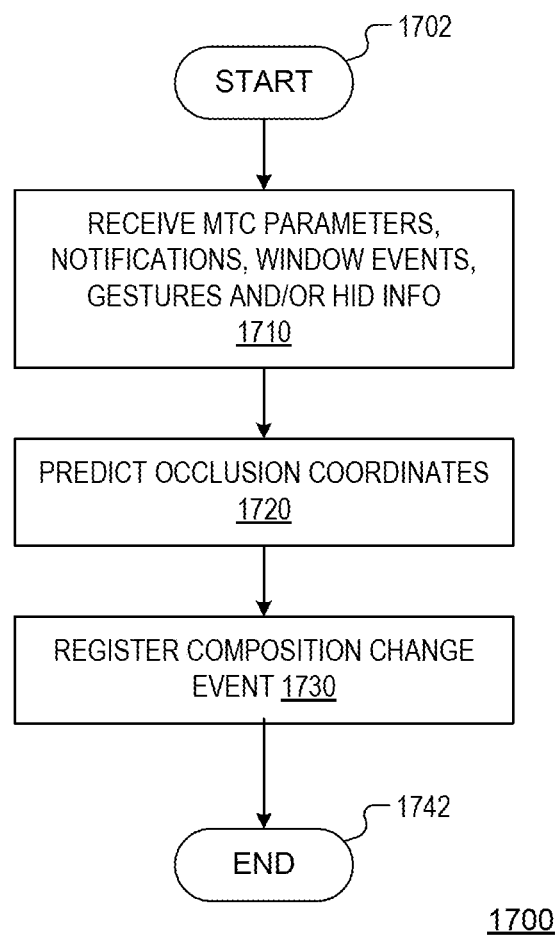 1702
START
RECEIVE MTC PARAMETERS,
NOTIFICATIONS, WINDOW EVENTS,
GESTURES AND/OR HID INFO
1710
PREDICT OCCLUSION COORDINATES
1720
REGISTER COMPOSITION CHANGE
EVENT 1730
1742
END
1700